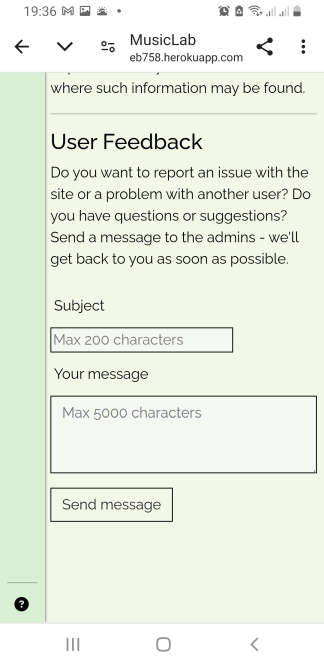 19:36
MusicLab
eb758.herokuapp.com
where such information may be found.
User Feedback
Do you want to report an issue with the
site or a problem with another user? Do
you have questions or suggestions?
Send a message to the admins - we'll
get back to you as soon as possible.
Subject
Max 200 characters
Your message
Max 5000 characters
Send message
?